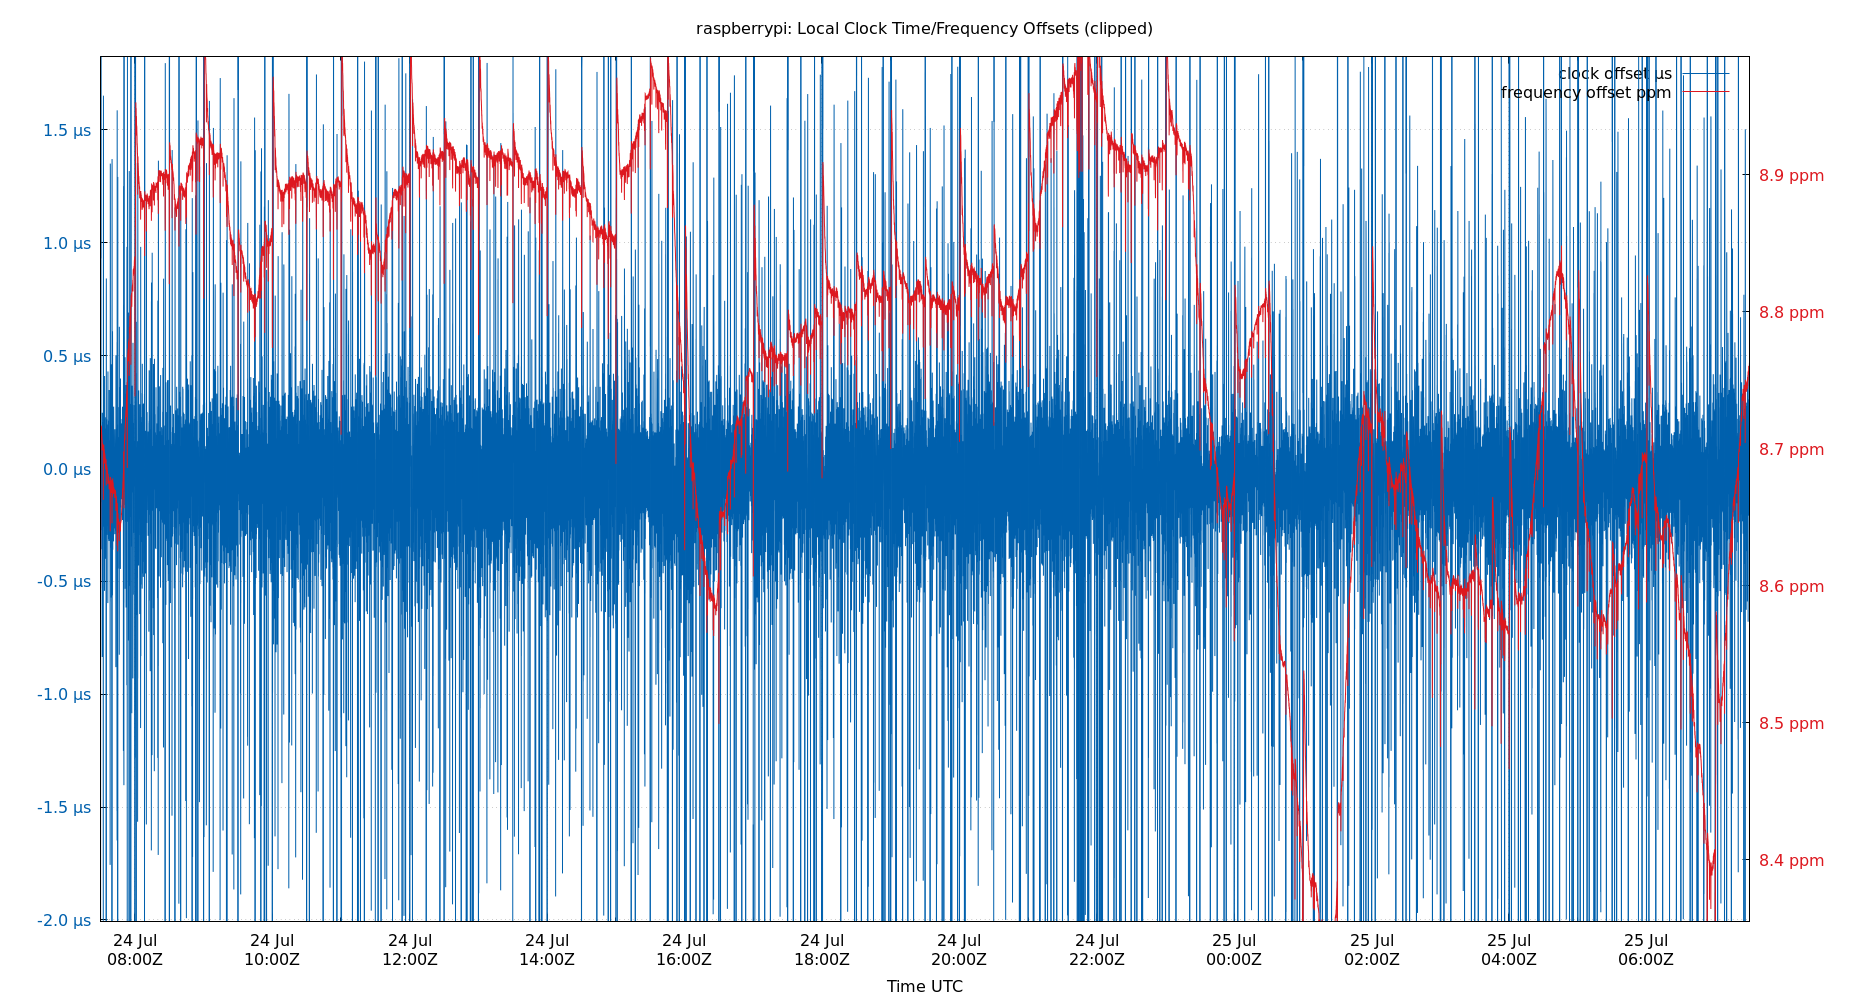 raspberrypi: Local Clock Time/Frequency Offsets (clipped)
clock offset µs
frequency offset ppm
1.5 µs
1.0 µs
0.5 µs
0.0 µs
-0.5 µs
-1.0 µs
-1.5 µs
-2.0 µs
8.9 ppm
8.8 ppm
8.7 ppm
8.6 ppm
8.5 ppm
8.4 ppm
24 Jul 24 Jul 24 Jul 24 Jul 24 Jul 24 Jul 24 Jul 24 Jul 25 Jul 25 Jul 25 Jul 25 Jul
08:00Z 10:00Z 12:00Z 14:00Z 16:00Z 18:00Z 20:00Z 22:00Z 00:00Z 02:00Z 04:00Z 06:00Z
Time UTC